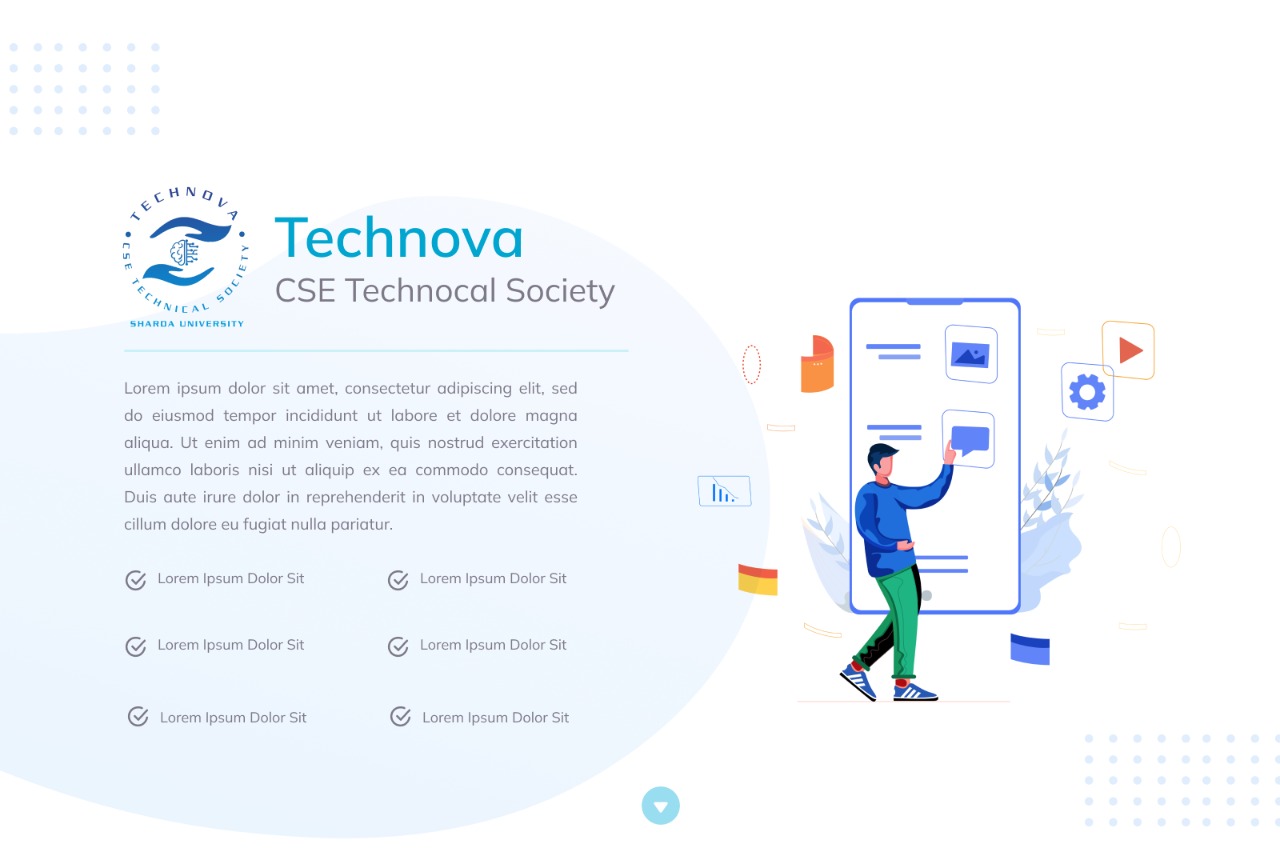 TECHNOVA
CSE TECHNICAL SOCIETY
SHARDA UNIVERSITY
Technova
CSE Technocal Society
Lorem ipsum dolor sit amet, consectetur adipiscing elit, sed
do eiusmod tempor incididunt ut labore et dolore magna
aliqua. Ut enim ad minim veniam, quis nostrud exercitation
ullamco laboris nisi ut aliquip ex ea commodo consequat.
Duis aute irure dolor in reprehenderit in voluptate velit esse
cillum dolore eu fugiat nulla pariatur.
Lorem Ipsum Dolor Sit
Lorem Ipsum Dolor Sit
Lorem Ipsum Dolor Sit
Lorem Ipsum Dolor Sit
Lorem Ipsum Dolor Sit
Lorem Ipsum Dolor Sit